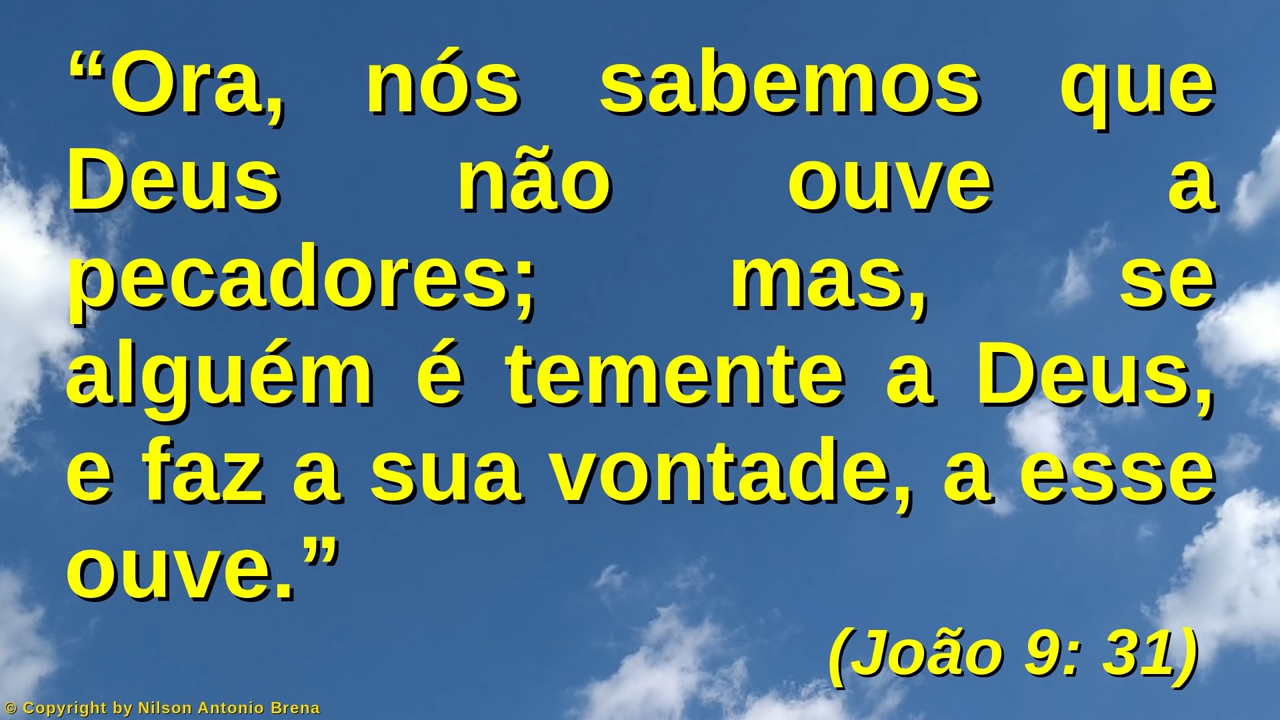 “Ora, nós sabemos que
Deus não ouve a
pecadores; mas, se
alguém é temente a Deus,
e faz a sua vontade, a esse
ouve.”
(João 9: 31)
© Copyright by Nilson Antonio Brena